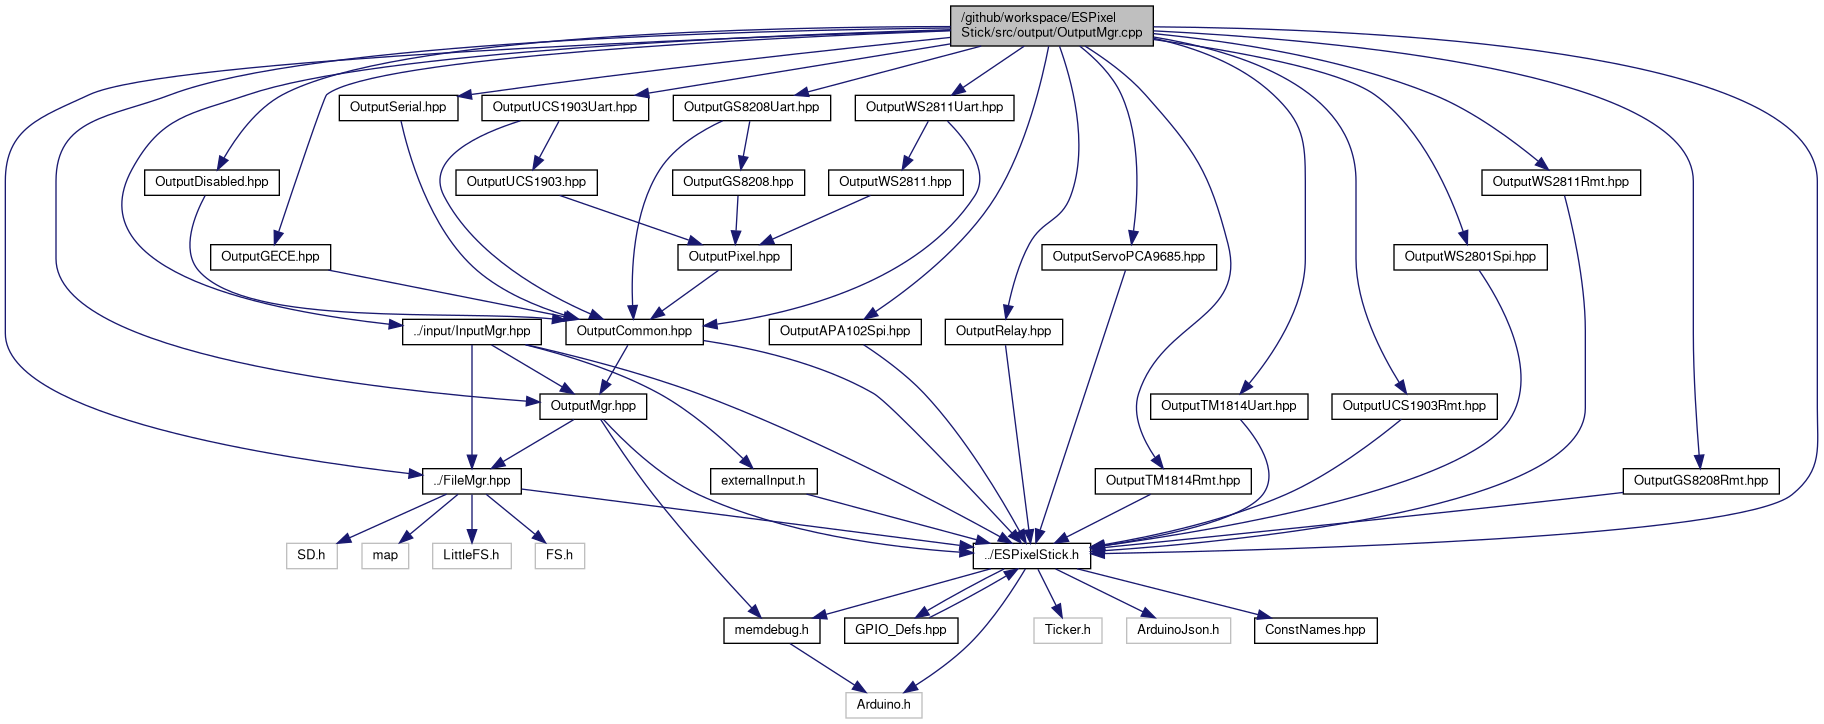 /github/workspace/ESPixel
Stick/src/output/OutputMgr.cpp
OutputSerial.hpp
OutputUCS1903Uart.hpp
OutputGS8208Uart.hpp
OutputWS2811Uart.hpp
OutputDisabled.hpp
OutputUCS1903.hpp
OutputGS8208.hpp
OutputWS2811.hpp
OutputWS2811Rmt.hpp
OutputGECE.hpp
OutputPixel.hpp
OutputServoPCA9685.hpp
OutputWS2801Spi.hpp
../input/InputMgr.hpp
OutputCommon.hpp
OutputAPA102Spi.hpp
OutputRelay.hpp
OutputMgr.hpp
OutputTM1814Uart.hpp
OutputUCS1903Rmt.hpp
../FileMgr.hpp
externalInput.h
OutputTM1814Rmt.hpp
OutputGS8208Rmt.hpp
SD.h
map
LittleFS.h
FS.h
../ESPixelStick.h
memdebug.h
GPIO_Defs.hpp
Ticker.h
ArduinoJson.h
ConstNames.hpp
Arduino.h